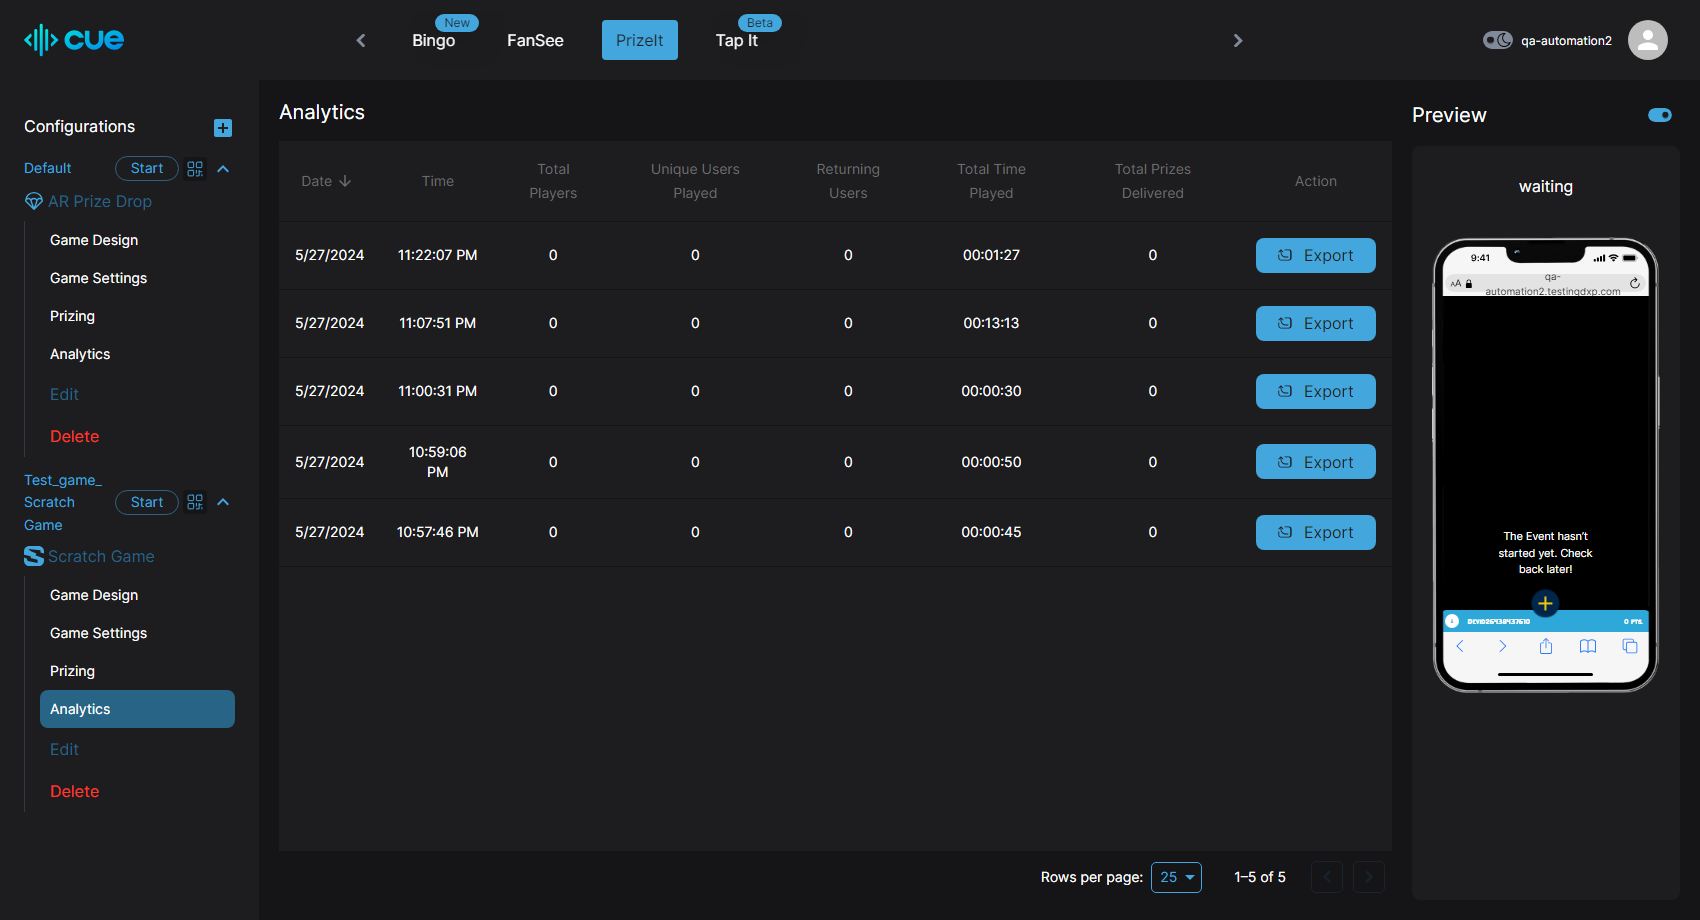 cue
New
Bingo
FanSee
PrizeIt
Beta
Tap It
qa-automation2
Configurations
Default
Start
AR Prize Drop
Game Design
Game Settings
Prizing
Analytics
Edit
Delete
Test_game_
Scratch
Game
Start
Scratch Game
Game Design
Game Settings
Prizing
Analytics
Edit
Delete
Analytics
Date
Time
Total
Players
Unique Users
Played
Returning
Users
Total Time
Played
Total Prizes
Delivered
Action
5/27/2024 11:22:07 PM 0 0 0 00:01:27 0 Export
5/27/2024 11:07:51 PM 0 0 0 00:13:13 0 Export
5/27/2024 11:00:31 PM 0 0 0 00:00:30 0 Export
5/27/2024 10:59:06
PM 0 0 0 00:00:50 0 Export
5/27/2024 10:57:46 PM 0 0 0 00:00:45 0 Export
Rows per page: 25 1–5 of 5
Preview
waiting
9:41
AA
qa-
automation2.testingdxp.com
The Event hasn't
started yet. Check
back later!
0 PTS.